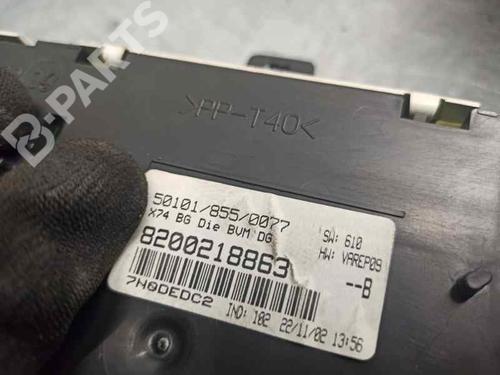 B-PARTS
>PP-T40<
50101/855/0077
X74 BG Die BVM DG
8200218863
7H0DEDC2
SW: 610
HW: VAREP09
--B
IND: 102 22/11/02 13:56